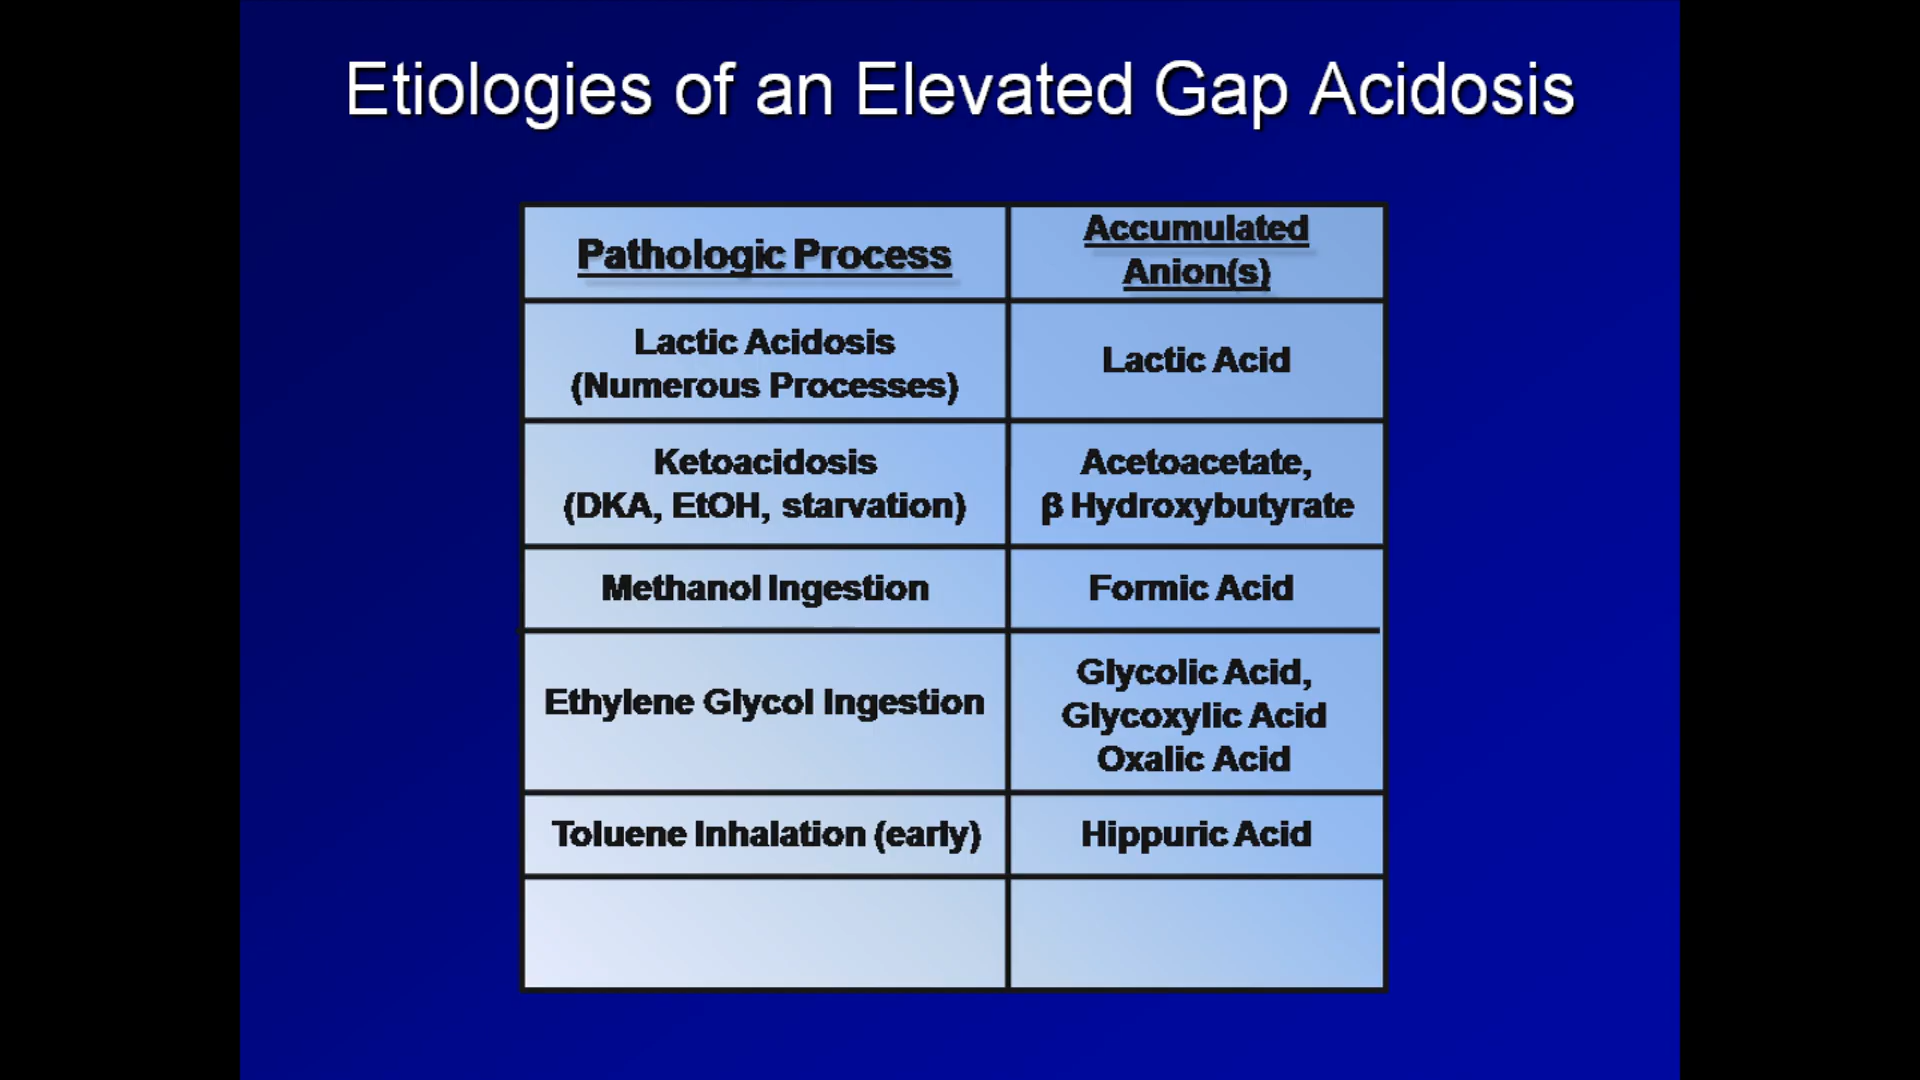 Etiologies of an Elevated Gap Acidosis
Pathologic Process
Accumulated
Anion(s)
Lactic Acidosis
(Numerous Processes)
Lactic Acid
Ketoacidosis
(DKA, EtOH, starvation)
Acetoacetate,
β Hydroxybutyrate
Methanol Ingestion
Formic Acid
Ethylene Glycol Ingestion
Glycolic Acid,
Glycoxylic Acid
Oxalic Acid
Toluene Inhalation (early)
Hippuric Acid